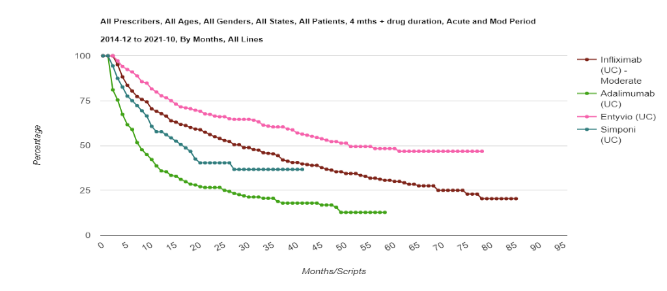 All Prescribers, All Ages, All Genders, All States, All Patients, 4 mths + drug duration, Acute and Mod Period
2014-12 to 2021-10, By Months, All Lines
100
75
50
25
0
Percentage
0 5 10 15 20 25 30 35 40 45 50 55 60 65 70 75 80 85 90 95
Months/Scripts
Infliximab
(UC) -
Moderate
Adalimumab
(UC)
Entyvio (UC)
Simponi
(UC)